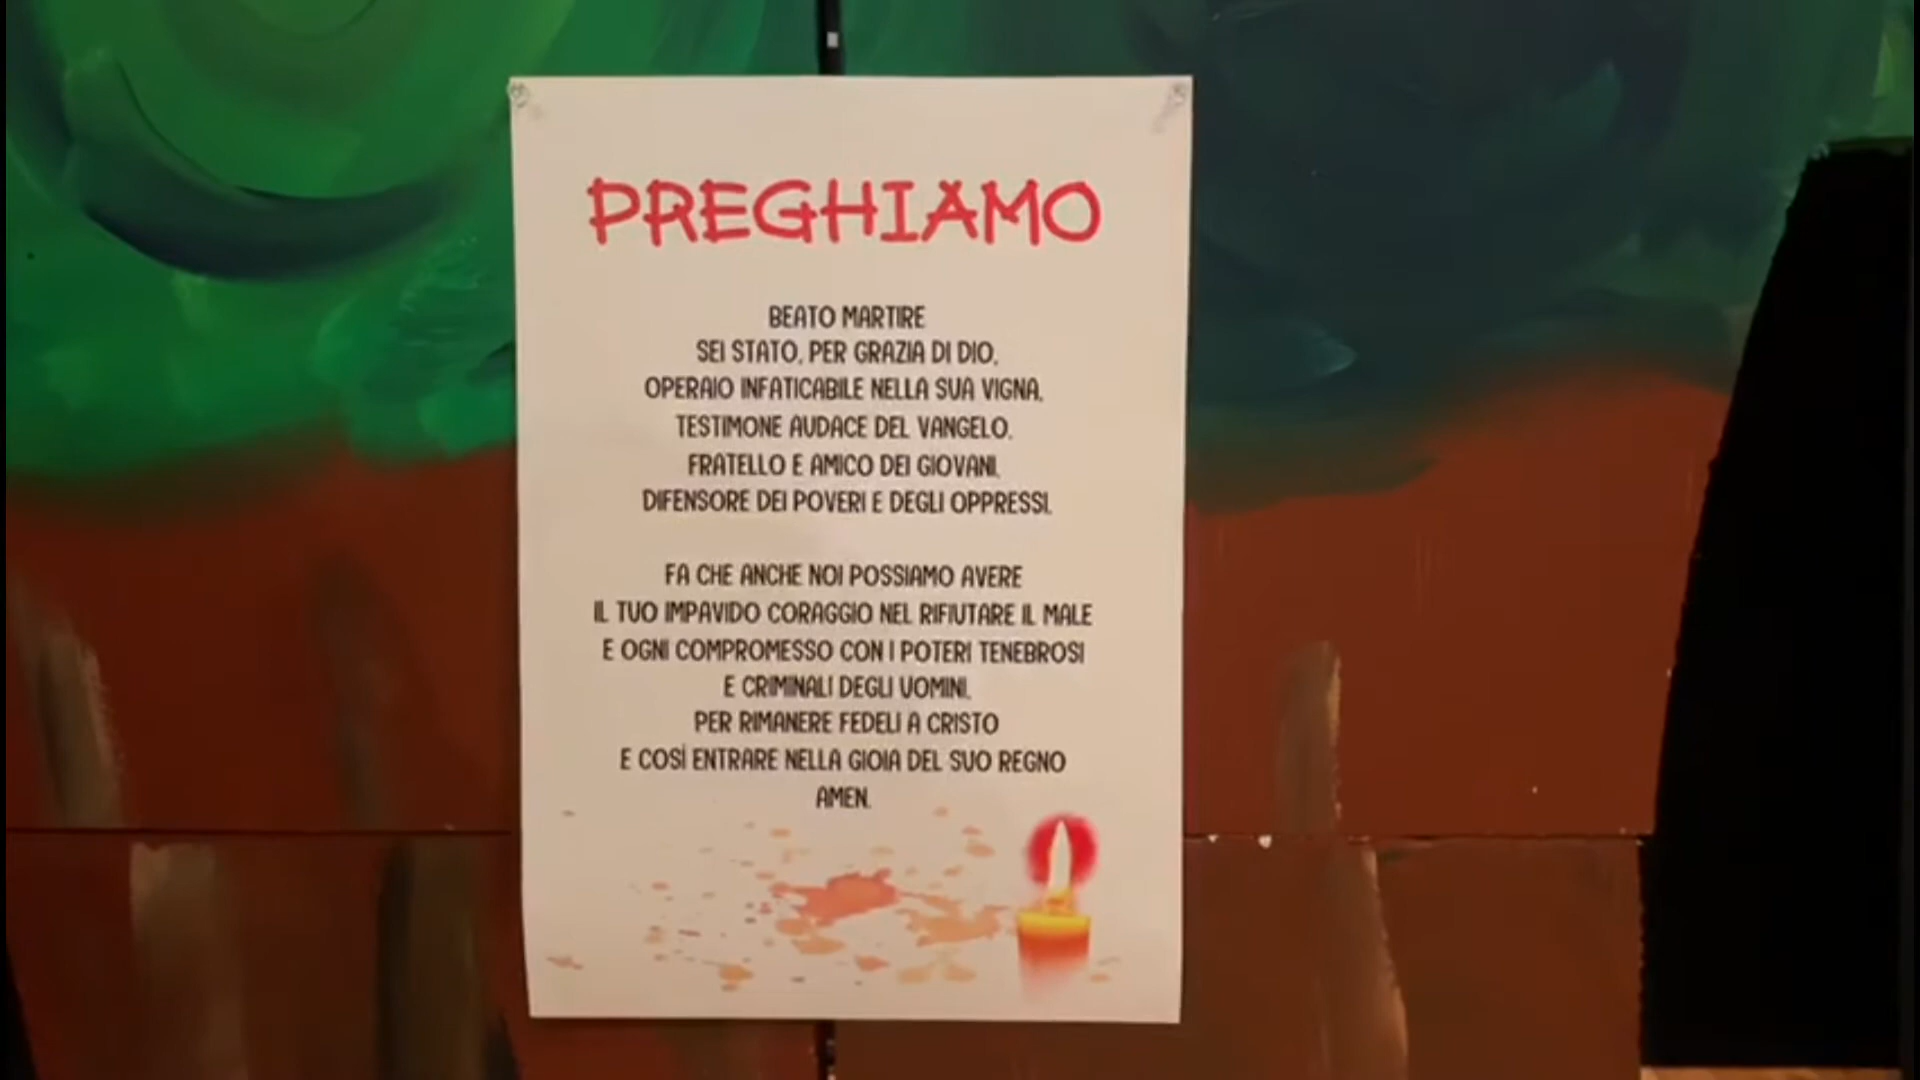 PREGHIAMO
BEATO MARTIRE
SEI STATO, PER GRAZIA DI DIO,
OPERAIO INFATICABILE NELLA SUA VIGNA,
TESTIMONE AUDACE DEL VANGELO,
FRATELLO E AMICO DEI GIOVANI,
DIFENSORE DEI POVERI E DEGLI OPPRESSI.
FA CHE ANCHE NOI POSSIAMO AVERE
IL TUO IMPAVIDO CORAGGIO NEL RIFIUTARE IL MALE
E OGNI COMPROMESSO CON I POTERI TENEBROSI
E CRIMINALI DEGLI UOMINI,
PER RIMANERE FEDELI A CRISTO
E COSÌ ENTRARE NELLA GIOIA DEL SUO REGNO
AMEN.